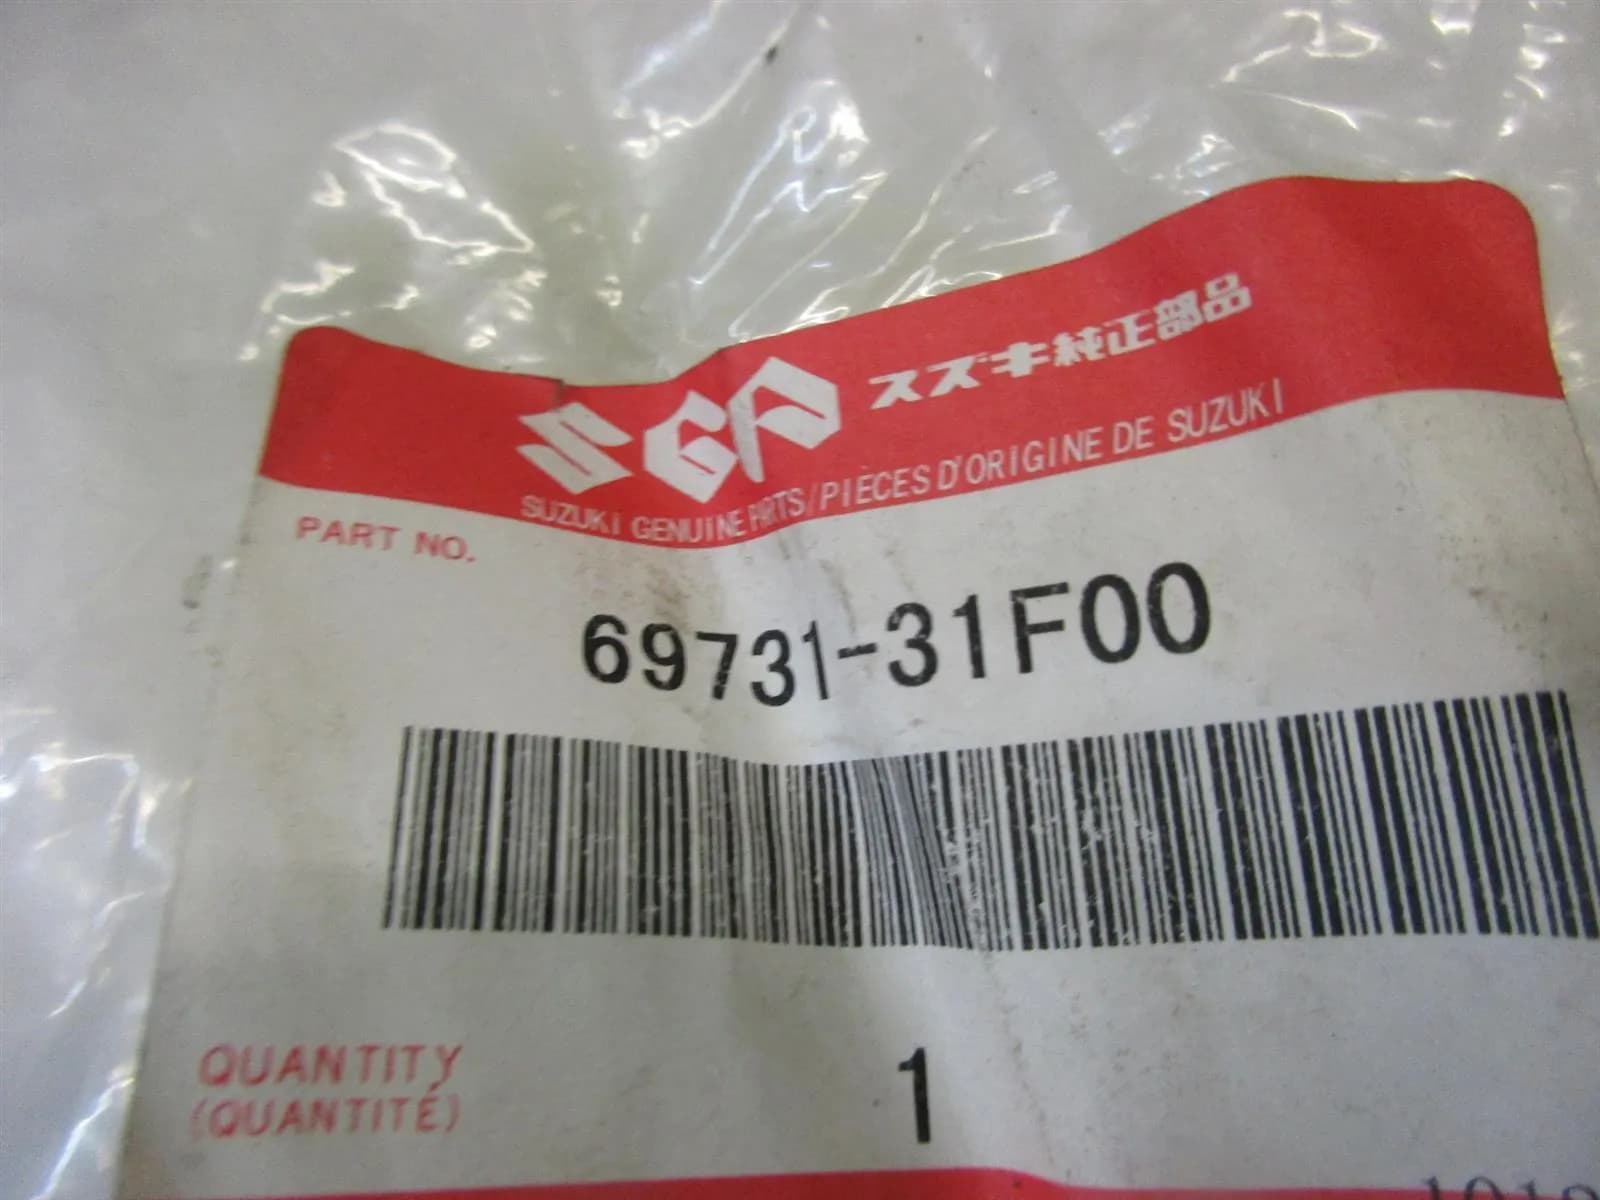 SGP スズキ純正部品
SUZUKI GENUINE PARTS/PIÈCES D'ORIGINE DE SUZUKI
PART NO.
69731-31F00
QUANTITY 1
(QUANTITÉ)